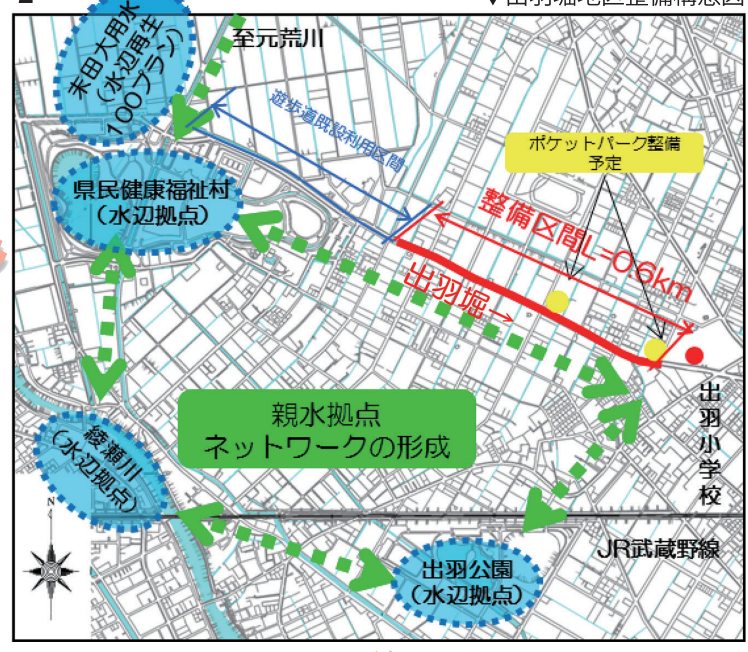 ▼出羽堀地区整備構想図
至元荒川
末田大用水
(水辺再生
100プラン)
遊歩道既設利用区間
ポケットパーク整備
予定
県民健康福祉村
(水辺拠点)
整備区間L=0.6km
出羽堀→
親水拠点
ネットワークの形成
出羽小学校
綾瀬川
(水辺拠点)
N
JR武蔵野線
出羽公園
(水辺拠点)